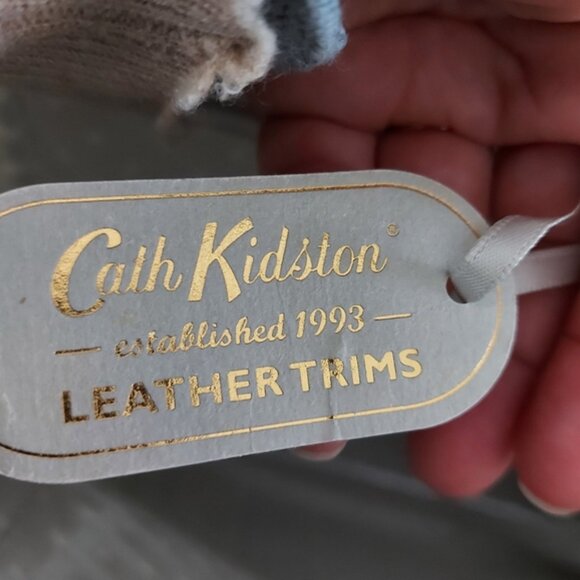 Cath Kidston®
— established 1993 —
LEATHER TRIMS